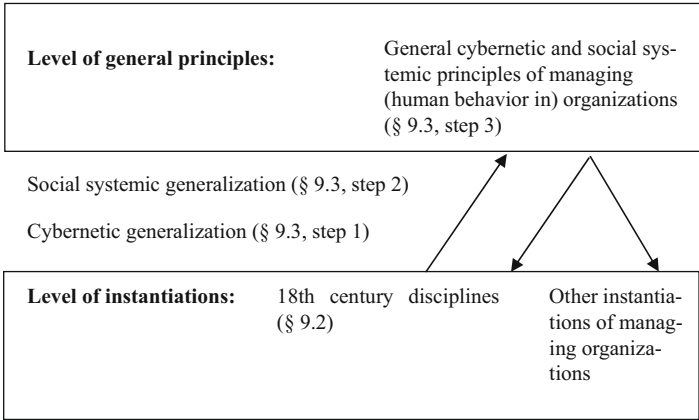 Level of general principles:
General cybernetic and social sys-
temic principles of managing
(human behavior in) organizations
(§ 9.3, step 3)
Social systemic generalization (§ 9.3, step 2)
Cybernetic generalization (§ 9.3, step 1)
Level of instantiations:
18th century disciplines
(§ 9.2)
Other instantia-
tions of manag-
ing organiza-
tions